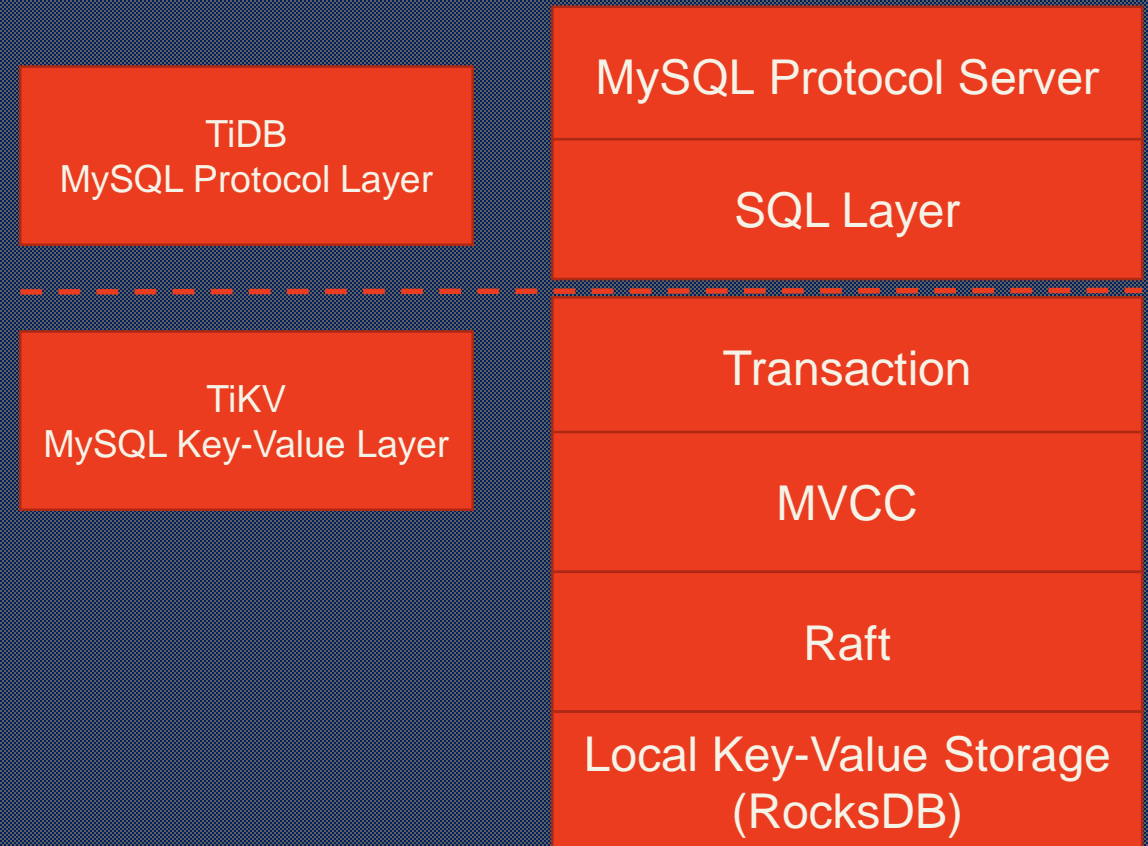 TiDB
MySQL Protocol Layer
TiKV
MySQL Key-Value Layer
MySQL Protocol Server
SQL Layer
Transaction
MVCC
Raft
Local Key-Value Storage
(RocksDB)